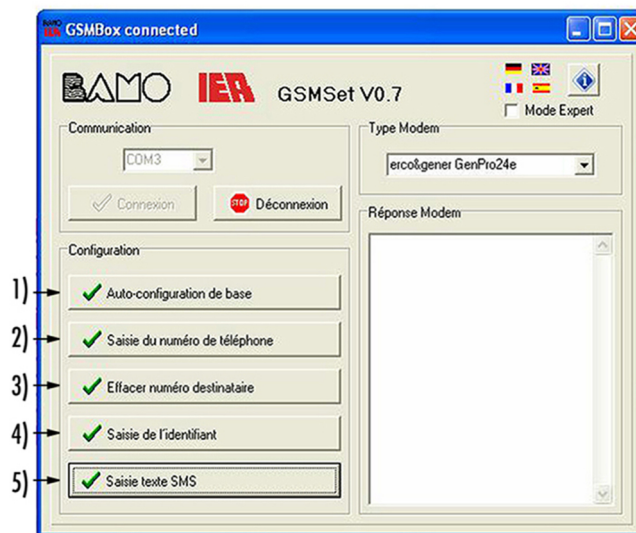 GSMBox connected
BAMO IER GSMSet V0.7
Mode Expert
Communication
COM3
Connexion
STOP Déconnexion
Type Modem
erco&gener GenPro24e
Réponse Modem
Configuration
1) Auto-configuration de base
2) Saisie du numéro de téléphone
3) Effacer numéro destinataire
4) Saisie de l'identifiant
5) Saisie texte SMS